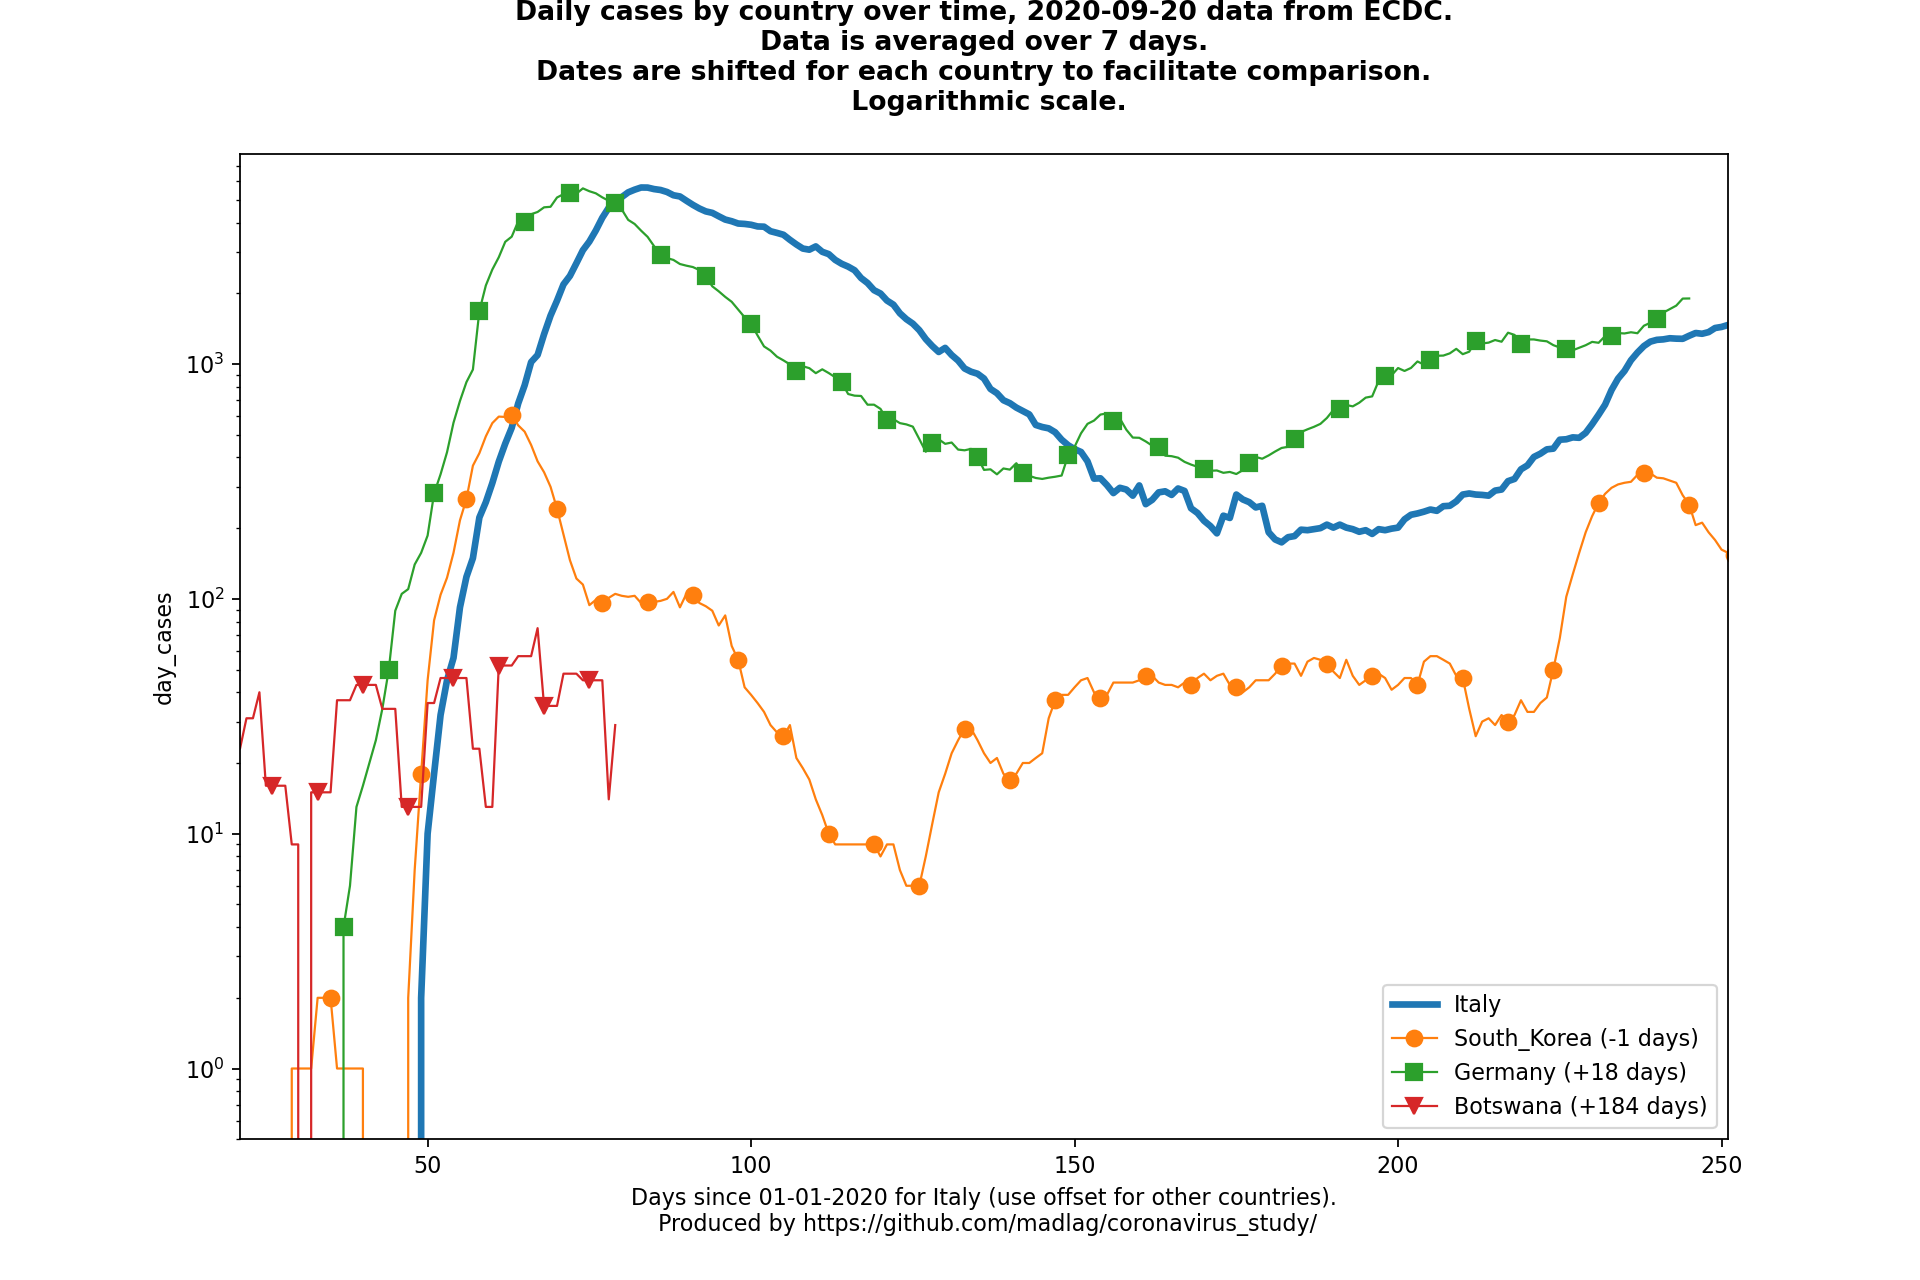 Daily cases by country over time, 2020-09-20 data from ECDC.
Data is averaged over 7 days.
Dates are shifted for each country to facilitate comparison.
Logarithmic scale.
10³
10²
10¹
10⁰
day_cases
Italy
South_Korea (-1 days)
Germany (+18 days)
Botswana (+184 days)
50
100
150
200
250
Days since 01-01-2020 for Italy (use offset for other countries).
Produced by https://github.com/madlag/coronavirus_study/